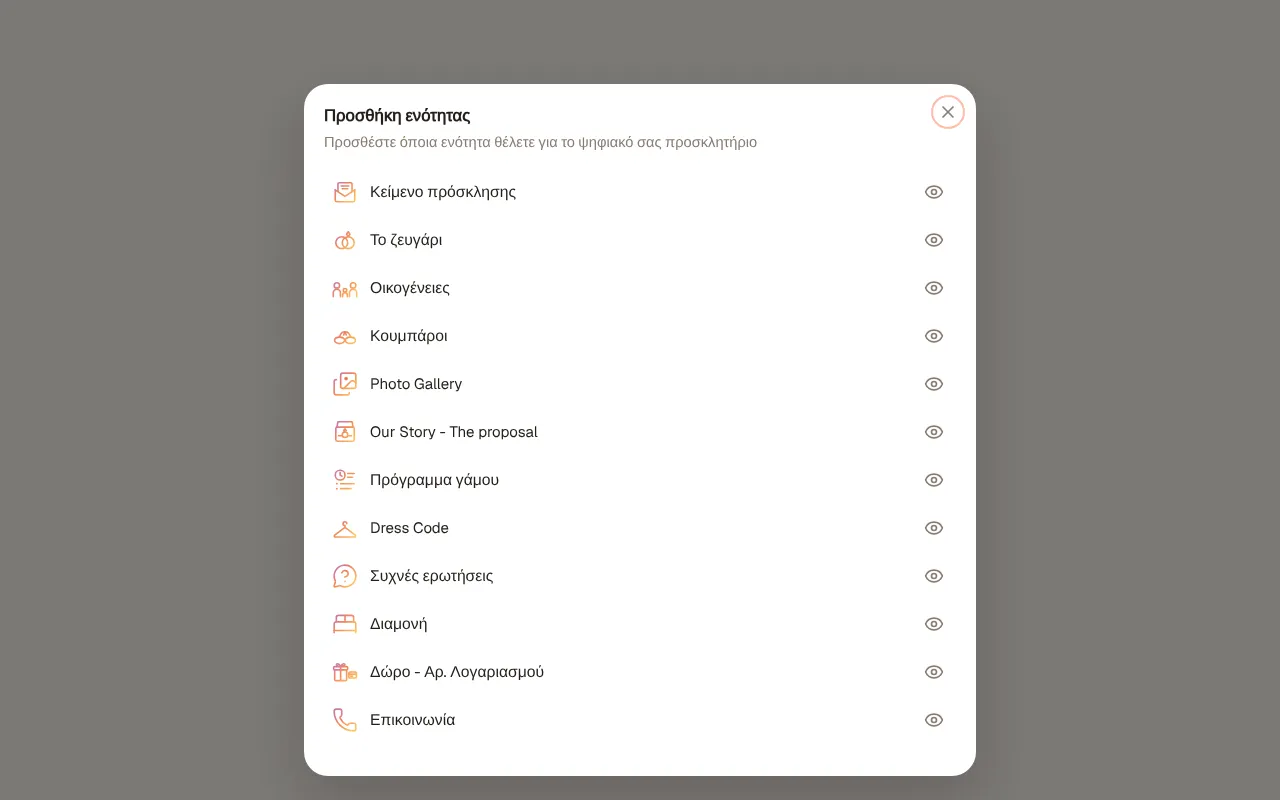 Προσθήκη ενότητας
Προσθέστε όποια ενότητα θέλετε για το ψηφιακό σας προσκλητήριο
Κείμενο πρόσκλησης
Το ζευγάρι
Οικογένειες
Κουμπάροι
Photo Gallery
Our Story - The proposal
Πρόγραμμα γάμου
Dress Code
Συχνές ερωτήσεις
Διαμονή
Δώρο - Αρ. Λογαριασμού
Επικοινωνία